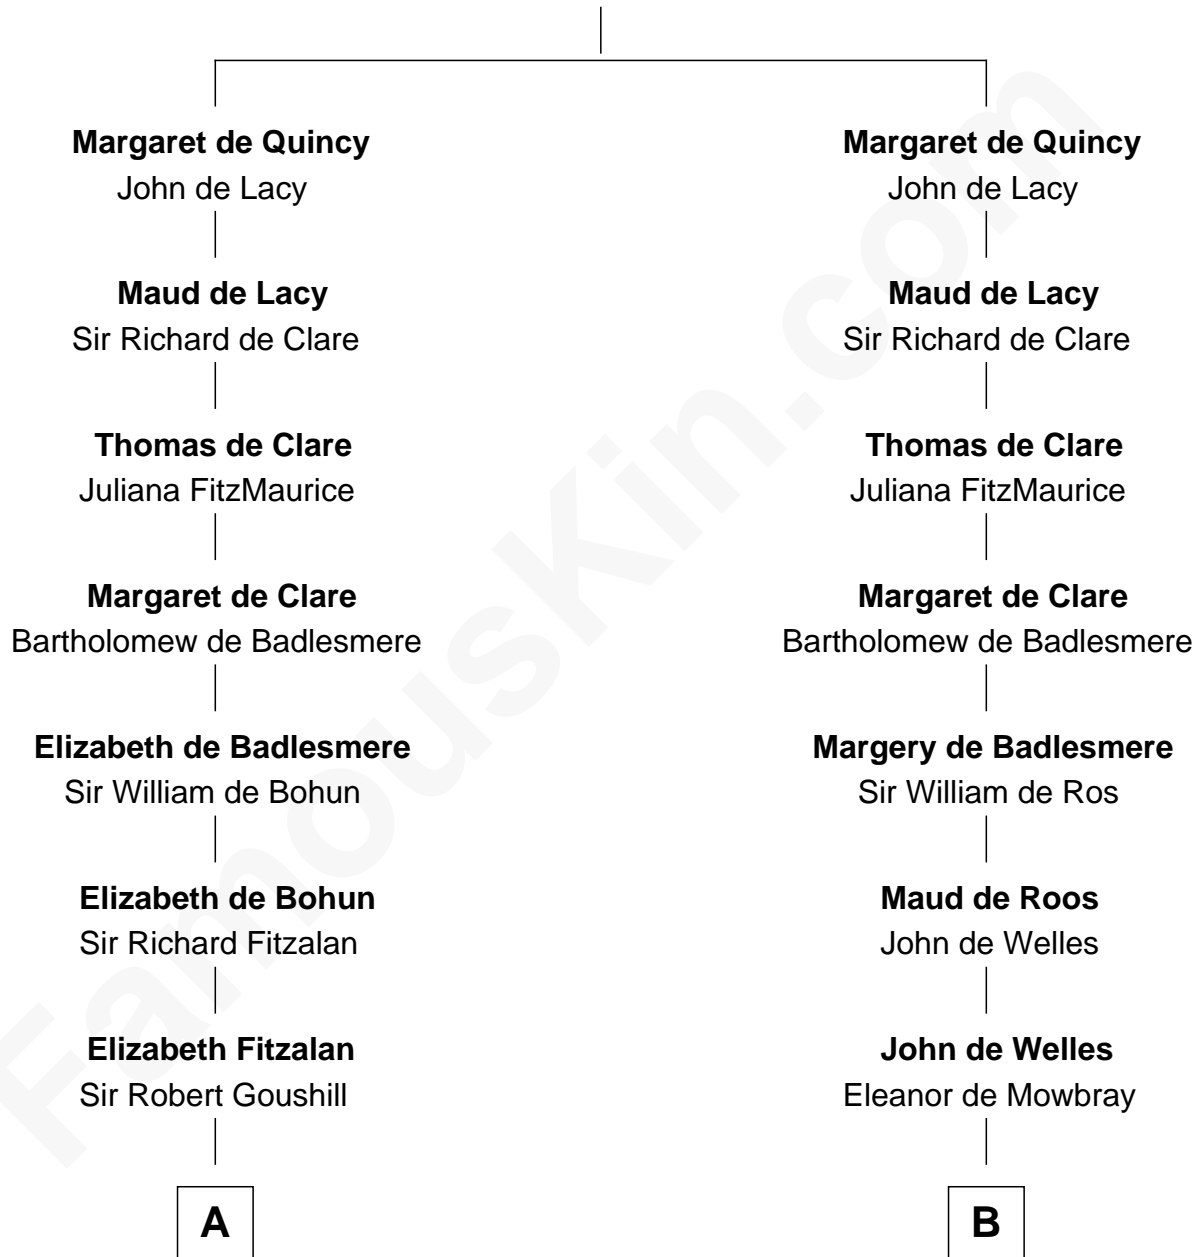 Margaret de Quincy
John de Lacy
Maud de Lacy
Sir Richard de Clare
Thomas de Clare
Juliana FitzMaurice
Margaret de Clare
Bartholomew de Badlesmere
Elizabeth de Badlesmere
Sir William de Bohun
Elizabeth de Bohun
Sir Richard Fitzalan
Elizabeth Fitzalan
Sir Robert Goushill
A
Margaret de Quincy
John de Lacy
Maud de Lacy
Sir Richard de Clare
Thomas de Clare
Juliana FitzMaurice
Margaret de Clare
Bartholomew de Badlesmere
Margery de Badlesmere
Sir William de Ros
Maud de Roos
John de Welles
John de Welles
Eleanor de Mowbray
B
FamousKin.com